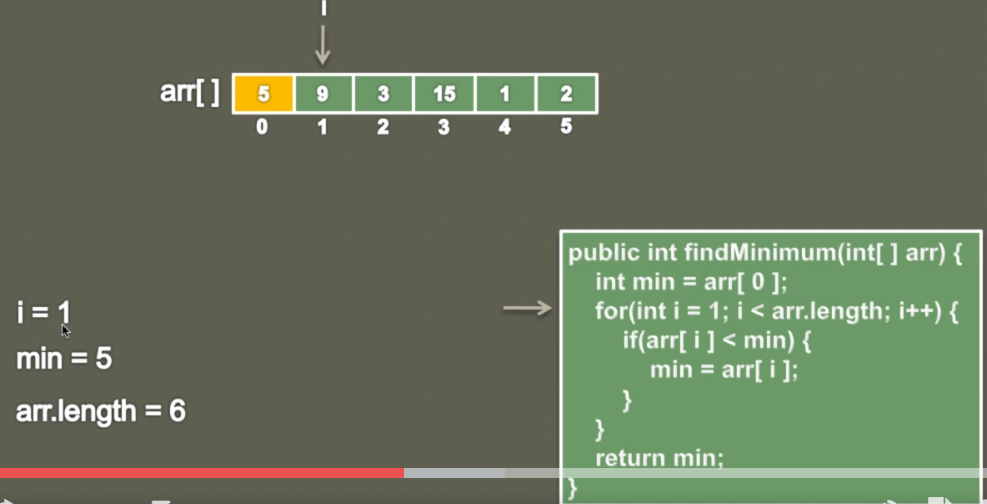 i
arr[ ] 5 9 3 15 1 2
0 1 2 3 4 5
i = 1
min = 5
arr.length = 6
public int findMinimum(int[ ] arr) {
int min = arr[ 0 ];
for(int i = 1; i < arr.length; i++) {
if(arr[ i ] < min) {
min = arr[ i ];
}
}
return min;
}